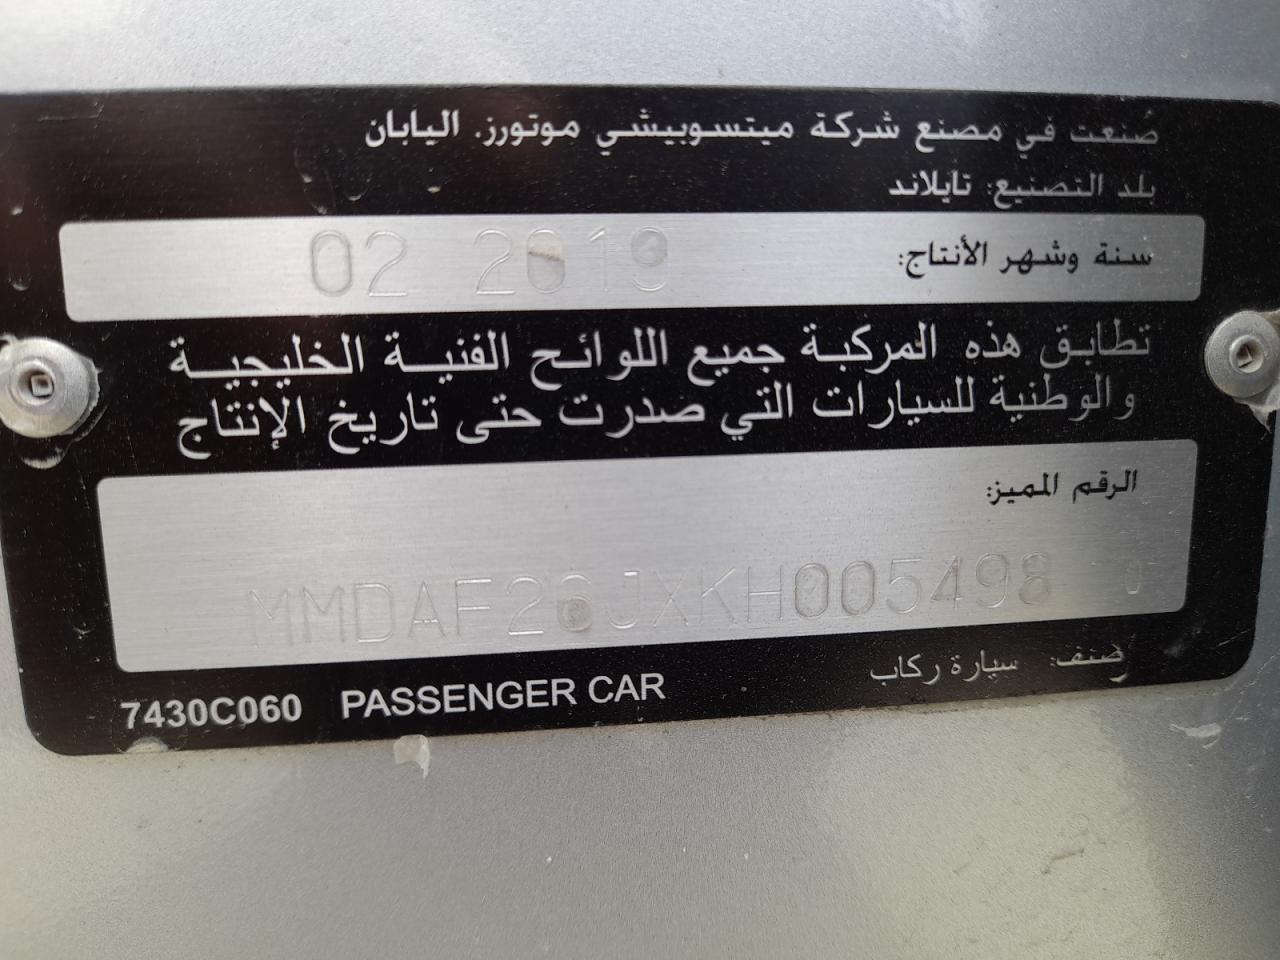 صُنعت في مصنع شركة ميتسوبيشي موتورز. اليابان
بلد التصنيع: تايلاند
سنة وشهر الأنتاج: 02 2019
تطابق هذه المركبة جميع اللوائح الفنية الخليجية
والوطنية للسيارات التي صدرت حتى تاريخ الإنتاج
الرقم المميز:
MMDAF26JXKH005498 0
صنف: سيارة ركاب
7430C060 PASSENGER CAR